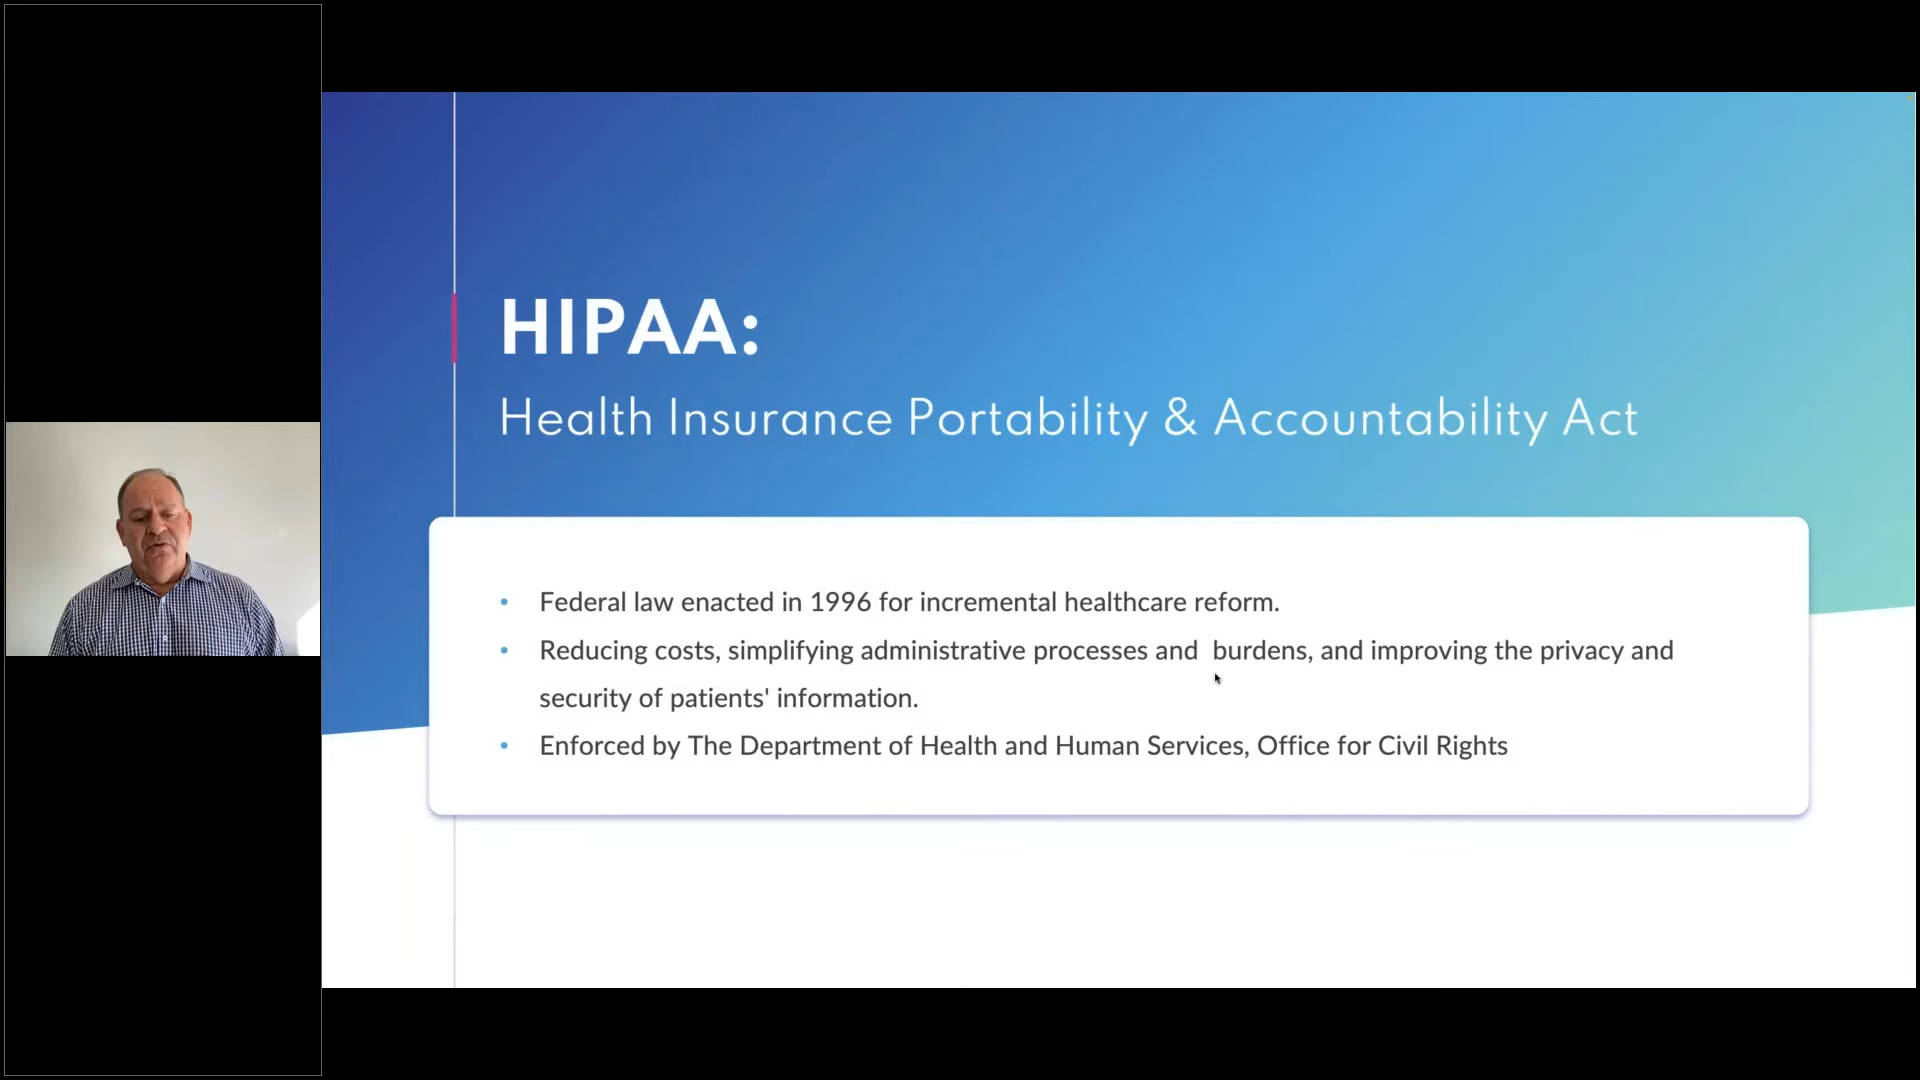 HIPAA:
Health Insurance Portability & Accountability Act
• Federal law enacted in 1996 for incremental healthcare reform.
• Reducing costs, simplifying administrative processes and  burdens, and improving the privacy and
security of patients' information.
• Enforced by The Department of Health and Human Services, Office for Civil Rights